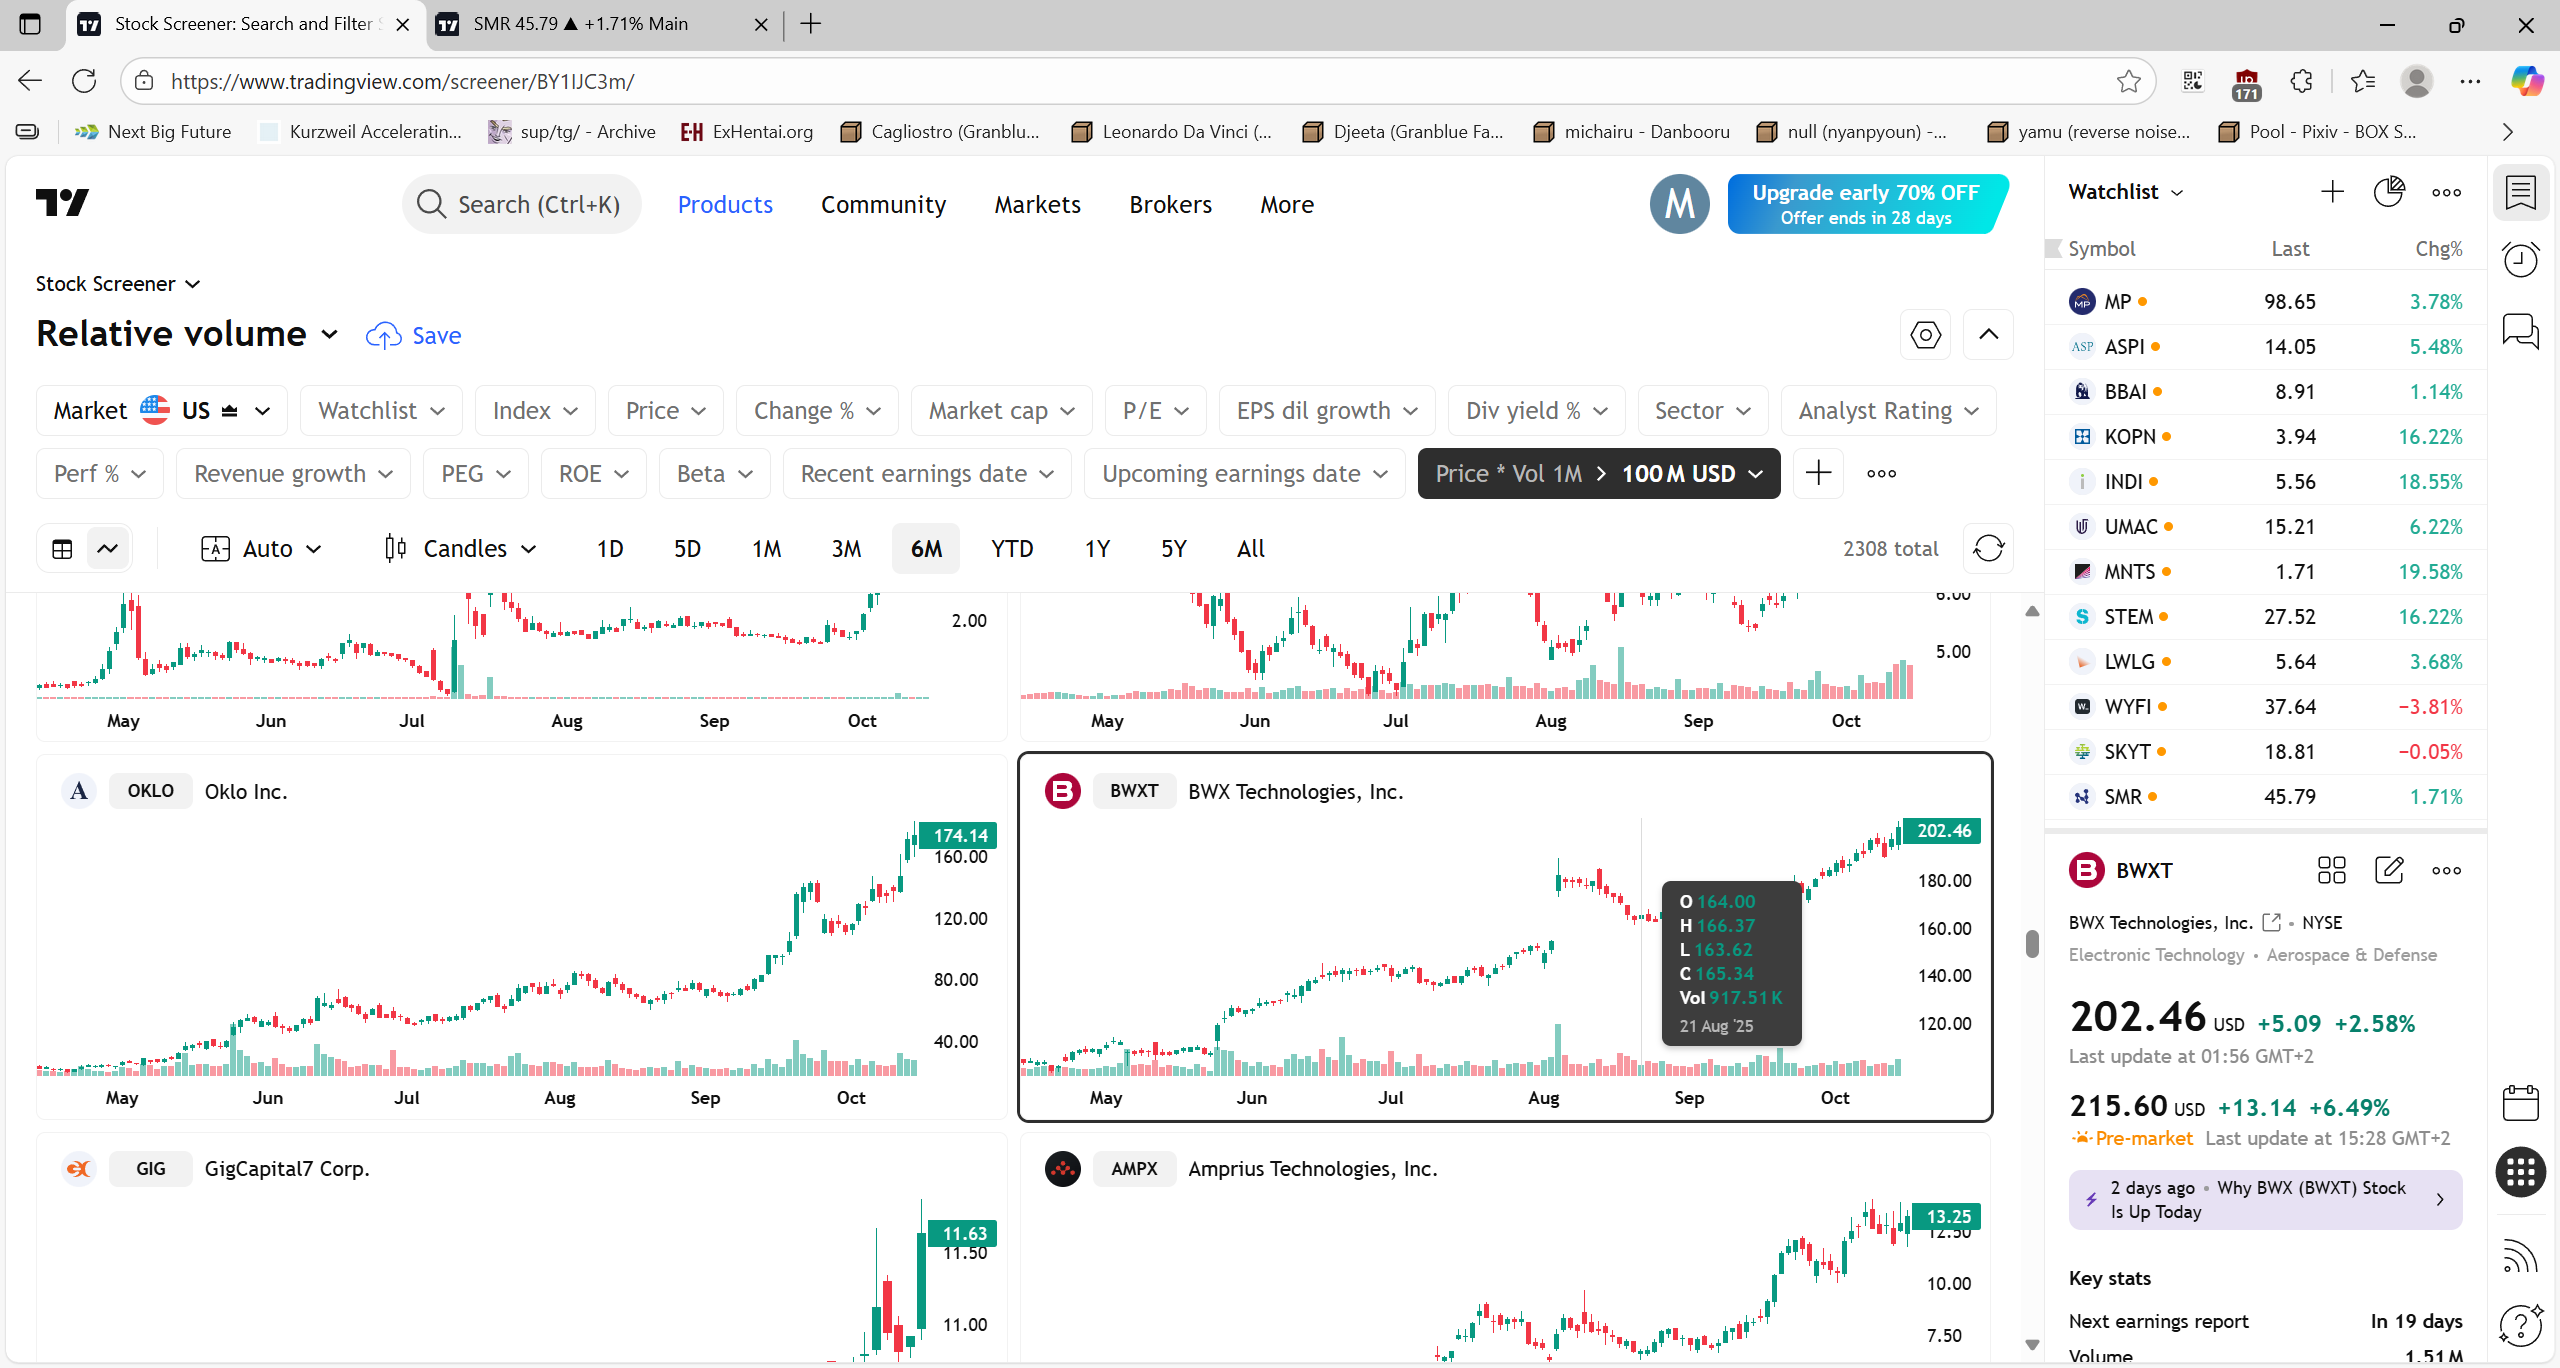 Stock Screener: Search and Filter S
SMR 45.79 ▲ +1.71% Main
https://www.tradingview.com/screener/BY1IJC3m/
171
Next Big Future
Kurzweil Acceleratin...
sup/tg/ - Archive
E-H ExHentai.org
Cagliostro (Granblu...
Leonardo Da Vinci (...
Djeeta (Granblue Fa...
michairu - Danbooru
null (nyanpyoun) -...
yamu (reverse noise...
Pool - Pixiv - BOX S...
Search (Ctrl+K)
Products
Community
Markets
Brokers
More
M
Upgrade early 70% OFF
Offer ends in 28 days
Stock Screener
Relative volume
Save
Market US
Watchlist
Index
Price
Change %
Market cap
P/E
EPS dil growth
Div yield %
Sector
Analyst Rating
Perf %
Revenue growth
PEG
ROE
Beta
Recent earnings date
Upcoming earnings date
Price * Vol 1M > 100 M USD
Auto
Candles
1D
5D
1M
3M
6M
YTD
1Y
5Y
All
2308 total
2.00
May Jun Jul Aug Sep Oct
6.00
5.00
May Jun Jul Aug Sep Oct
OKLO Oklo Inc.
174.14
160.00
120.00
80.00
40.00
May Jun Jul Aug Sep Oct
B BWXT BWX Technologies, Inc.
202.46
180.00
160.00
140.00
120.00
O 164.00
H 166.37
L 163.62
C 165.34
Vol 917.51 K
21 Aug '25
May Jun Jul Aug Sep Oct
GIG GigCapital7 Corp.
11.63
11.50
11.00
AMPX Amprius Technologies, Inc.
13.25
12.50
10.00
7.50
Watchlist
Symbol Last Chg%
MP 98.65 3.78%
ASP ASPI 14.05 5.48%
BBAI 8.91 1.14%
KOPN 3.94 16.22%
INDI 5.56 18.55%
UMAC 15.21 6.22%
MNTS 1.71 19.58%
STEM 27.52 16.22%
LWLG 5.64 3.68%
WYFI 37.64 −3.81%
SKYT 18.81 −0.05%
SMR 45.79 1.71%
B BWXT
BWX Technologies, Inc. • NYSE
Electronic Technology • Aerospace & Defense
202.46 USD +5.09 +2.58%
Last update at 01:56 GMT+2
215.60 USD +13.14 +6.49%
Pre-market Last update at 15:28 GMT+2
2 days ago • Why BWX (BWXT) Stock
Is Up Today
Key stats
Next earnings report In 19 days
Volume 1.51 M